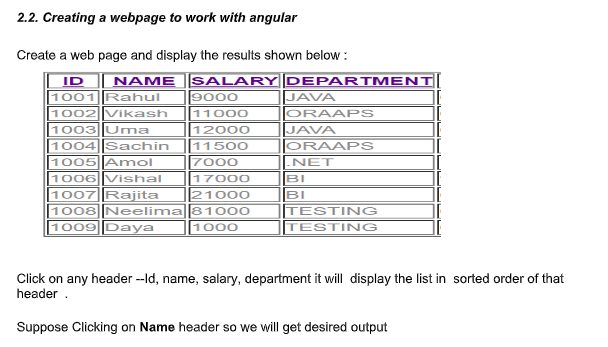 2.2. Creating a webpage to work with angular
Create a web page and display the results shown below :
ID NAME SALARY DEPARTMENT
1001 Rahul 9000 JAVA
1002 Vikash 11000 ORAAPS
1003 Uma 12000 JAVA
1004 Sachin 11500 ORAAPS
1005 Amol 7000 .NET
1006 Vishal 17000 BI
1007 Rajita 21000 BI
1008 Neelima 81000 TESTING
1009 Daya 1000 TESTING
Click on any header --Id, name, salary, department it will display the list in sorted order of that
header .
Suppose Clicking on Name header so we will get desired output